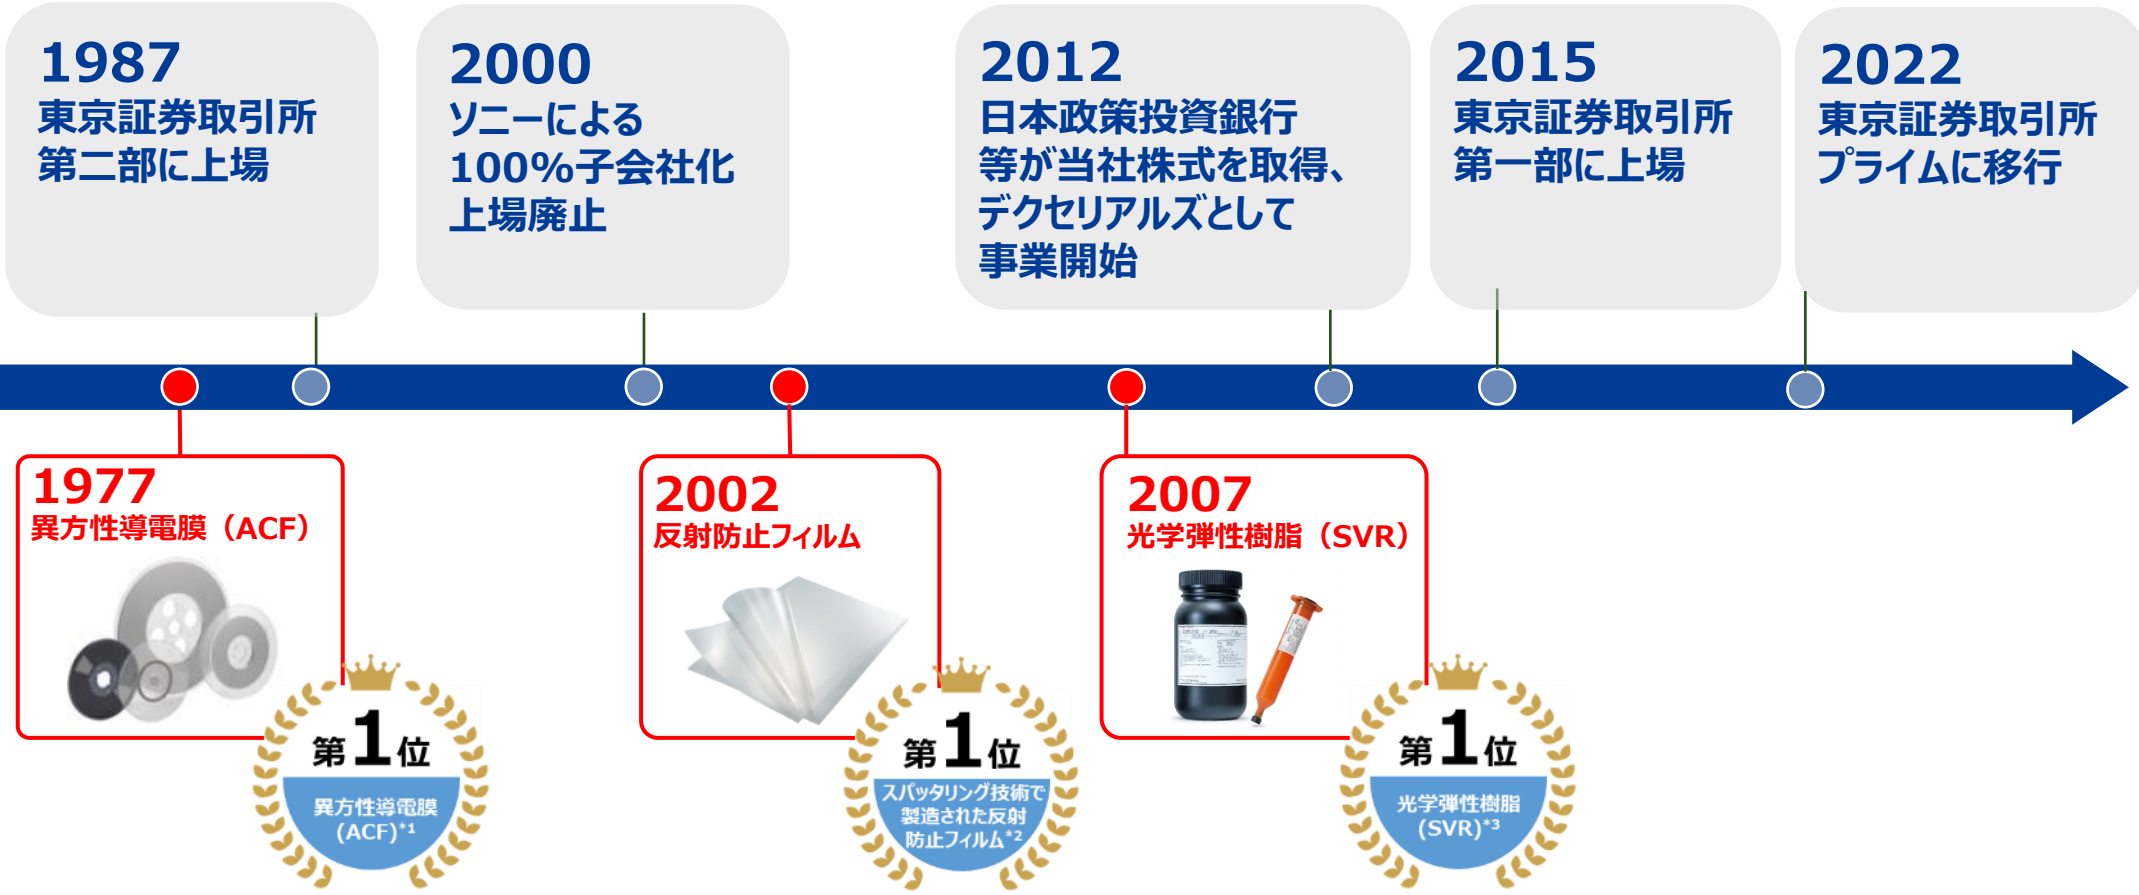 1987
東京証券取引所
第二部に上場
2000
ソニーによる
100%子会社化
上場廃止
2012
日本政策投資銀行
等が当社株式を取得、
デクセリアルズとして
事業開始
2015
東京証券取引所
第一部に上場
2022
東京証券取引所
プライムに移行
1977
異方性導電膜（ACF）
第1位
異方性導電膜
(ACF)*1
2002
反射防止フィルム
第1位
スパッタリング技術で
製造された反射
防止フィルム*2
2007
光学弾性樹脂（SVR）
第1位
光学弾性樹脂
(SVR)*3